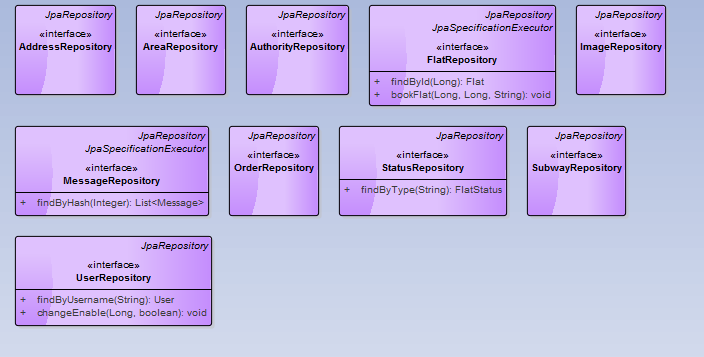 JpaRepository
«interface»
AddressRepository
JpaRepository
«interface»
AreaRepository
JpaRepository
«interface»
AuthorityRepository
JpaRepository
JpaSpecificationExecutor
«interface»
FlatRepository
+ findById(Long): Flat
+ bookFlat(Long, Long, String): void
JpaRepository
«interface»
ImageRepository
JpaRepository
JpaSpecificationExecutor
«interface»
MessageRepository
+ findByHash(Integer): List<Message>
JpaRepository
«interface»
OrderRepository
JpaRepository
«interface»
StatusRepository
+ findByType(String): FlatStatus
JpaRepository
«interface»
SubwayRepository
JpaRepository
«interface»
UserRepository
+ findByUsername(String): User
+ changeEnable(Long, boolean): void